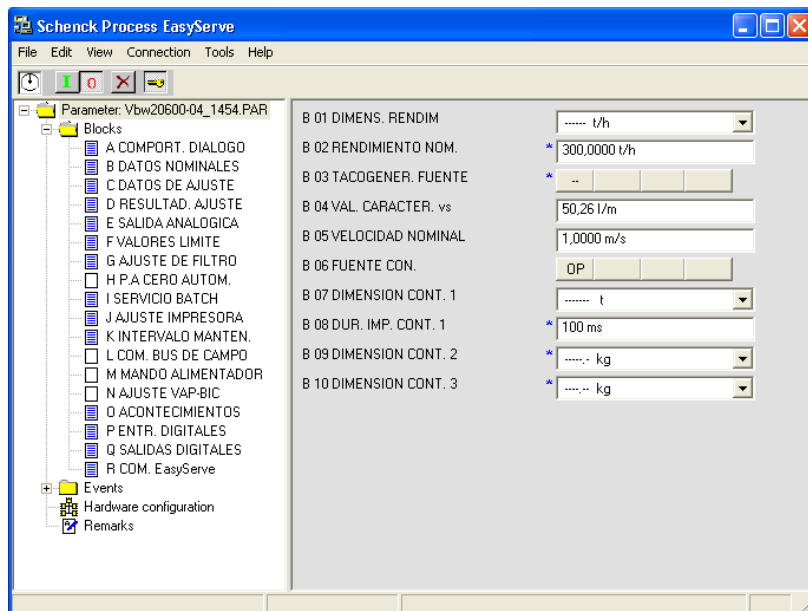 Schenck Process EasyServe
File Edit View Connection Tools Help
I 0
Parameter: Vbw20600-04_1454.PAR
Blocks
A COMPORT. DIALOGO
B DATOS NOMINALES
C DATOS DE AJUSTE
D RESULTAD. AJUSTE
E SALIDA ANALOGICA
F VALORES LIMITE
G AJUSTE DE FILTRO
H P.A CERO AUTOM.
I SERVICIO BATCH
J AJUSTE IMPRESORA
K INTERVALO MANTEN.
L COM. BUS DE CAMPO
M MANDO ALIMENTADOR
N AJUSTE VAP-BIC
O ACONTECIMIENTOS
P ENTR. DIGITALES
Q SALIDAS DIGITALES
R COM. EasyServe
Events
Hardware configuration
Remarks
B 01 DIMENS. RENDIM ------ t/h
B 02 RENDIMIENTO NOM. * 300,0000 t/h
B 03 TACOGENER. FUENTE * --
B 04 VAL. CARACTER. vs 50,26 I/m
B 05 VELOCIDAD NOMINAL 1,0000 m/s
B 06 FUENTE CON. OP
B 07 DIMENSION CONT. 1 ------- t
B 08 DUR. IMP. CONT. 1 * 100 ms
B 09 DIMENSION CONT. 2 * -----.- kg
B 10 DIMENSION CONT. 3 * ----.-- kg